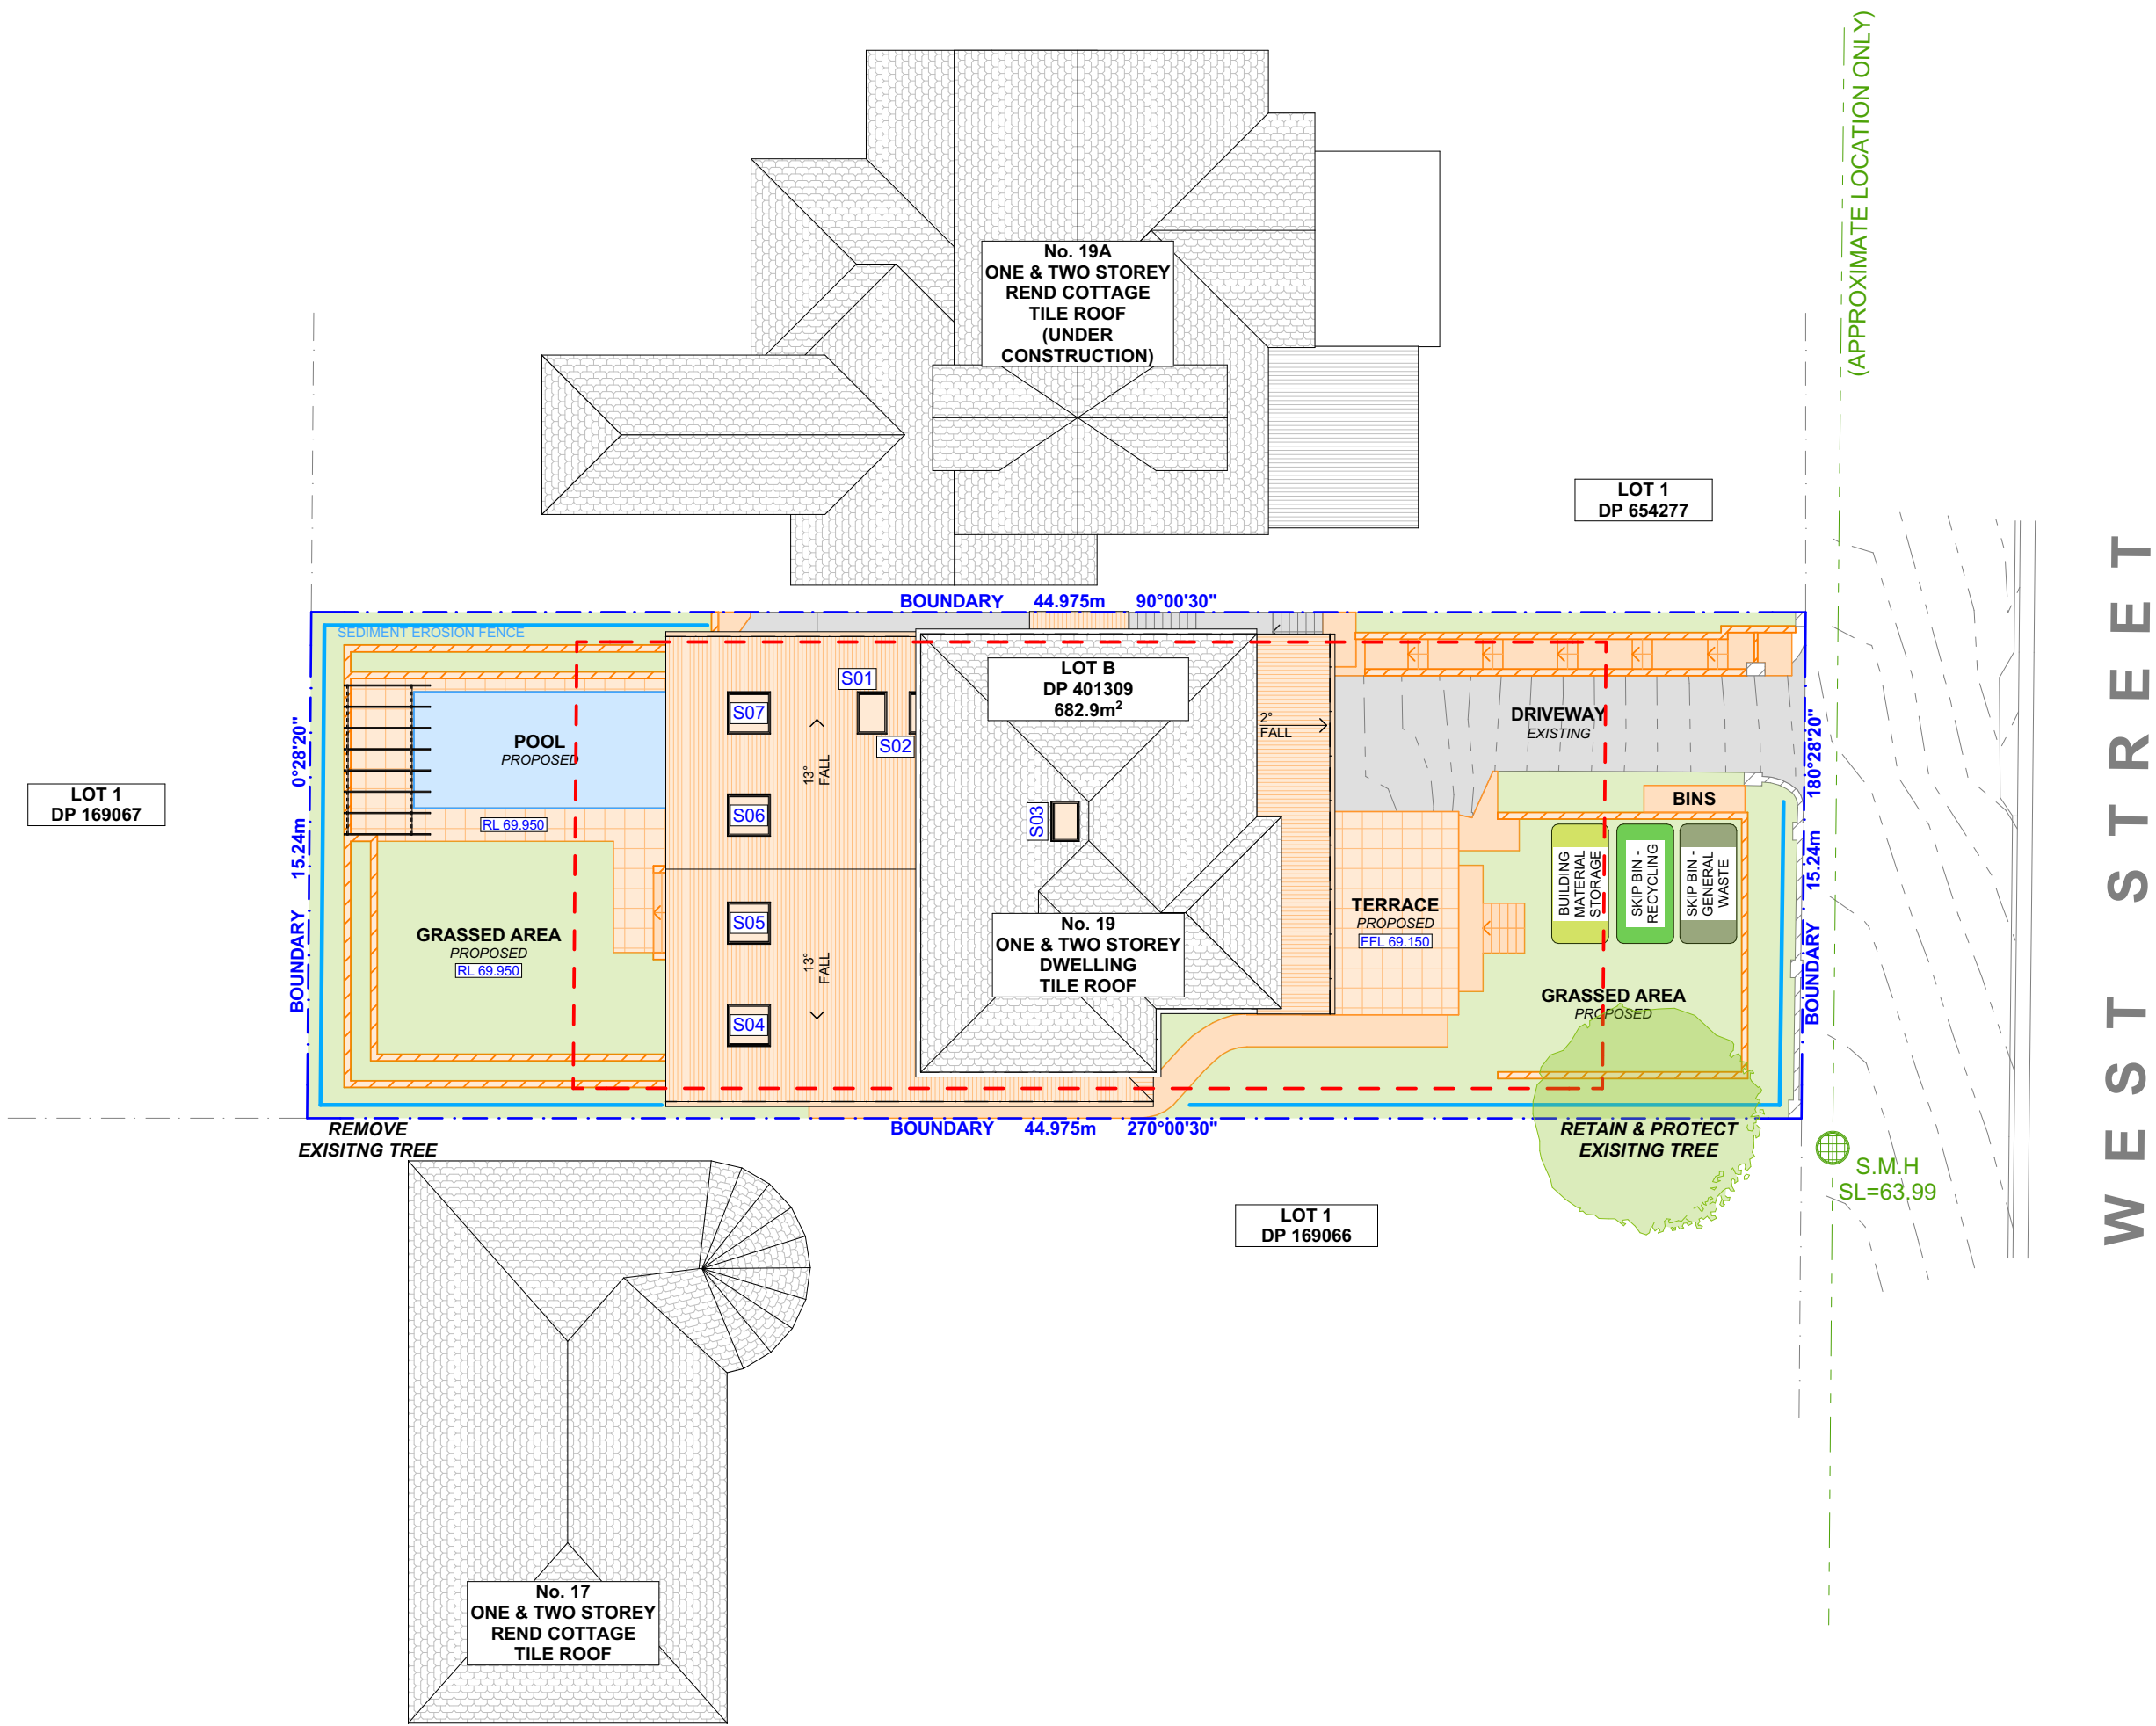 (APPROXIMATE LOCATION ONLY)
No. 19A
ONE & TWO STOREY
REND COTTAGE
TILE ROOF
(UNDER
CONSTRUCTION)
LOT 1
DP 654277
WEST STREET
BOUNDARY 44.975m 90°00'30"
SEDIMENT EROSION FENCE
LOT B
DP 401309
682.9m²
S01
S02
S07
13°
FALL
2°
FALL
POOL
PROPOSED
DRIVEWAY
EXISTING
BOUNDARY 15.24m 0°28'20"
BOUNDARY 15.24m 180°28'20"
LOT 1
DP 169067
RL 69.950
S06
S03
BINS
BUILDING
MATERIAL
STORAGE
SKIP BIN -
RECYCLING
SKIP BIN -
GENERAL
WASTE
GRASSED AREA
PROPOSED
RL 69.950
S05
13°
FALL
S04
No. 19
ONE & TWO STOREY
DWELLING
TILE ROOF
TERRACE
PROPOSED
FFL 69.150
GRASSED AREA
PROPOSED
REMOVE
EXISITNG TREE
BOUNDARY 44.975m 270°00'30"
RETAIN & PROTECT
EXISITNG TREE
S.M.H
SL=63.99
LOT 1
DP 169066
No. 17
ONE & TWO STOREY
REND COTTAGE
TILE ROOF